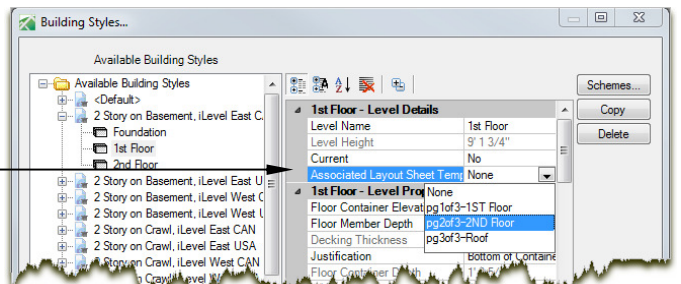 Building Styles...
Available Building Styles
Available Building Styles
<Default>
2 Story on Basement, iLevel East C
Foundation
1st Floor
2nd Floor
2 Story on Basement, iLevel East U
2 Story on Basement, iLevel West C
2 Story on Basement, iLevel West U
2 Story on Crawl, iLevel East CAN
2 Story on Crawl, iLevel East USA
2 Story on Crawl, iLevel West CAN
1st Floor - Level Details
Level Name 1st Floor
Level Height 9' 1 3/4"
Current No
Associated Layout Sheet Temp None
1st Floor - Level Prop
Floor Container Elevat
Floor Member Depth
Decking Thickness
Justification Bottom of Containe
Floor Container Depth
None
pg1of3-1ST Floor
pg2of3-2ND Floor
pg3of3-Roof
Schemes...
Copy
Delete